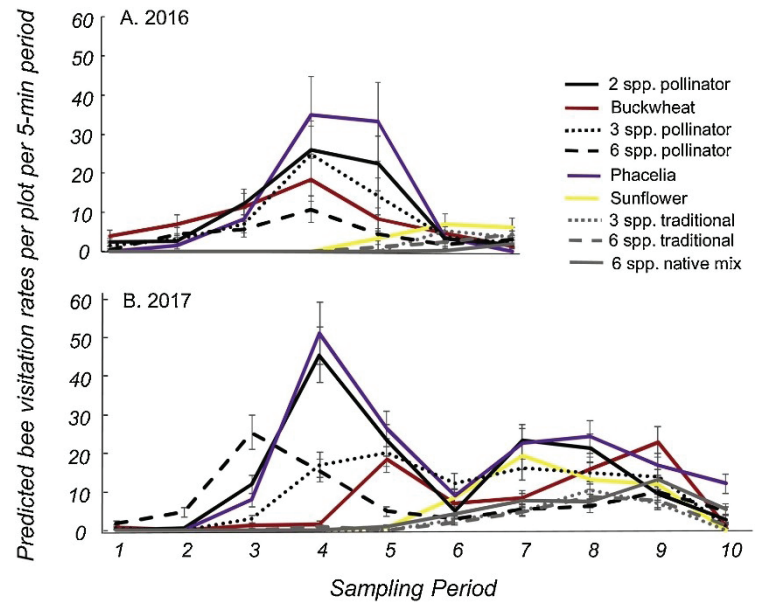 Predicted bee visitation rates per plot per 5-min period
A. 2016
60
50
40
30
20
10
0
2 spp. pollinator
Buckwheat
3 spp. pollinator
6 spp. pollinator
Phacelia
Sunflower
3 spp. traditional
6 spp. traditional
6 spp. native mix
B. 2017
60
50
40
30
20
10
0
1 2 3 4 5 6 7 8 9 10
Sampling Period